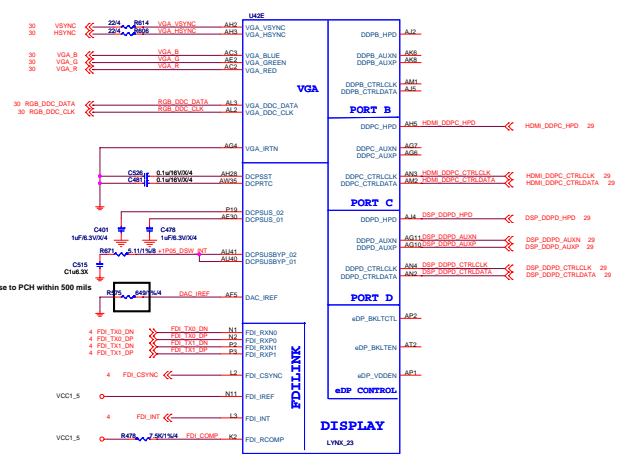 U42E
30 VSYNC 22/4 R614 VGA_VSYNC AH2 VGA_VSYNC
30 HSYNC 22/4 R606 VGA_HSYNC AH3 VGA_HSYNC
DDPB_HPD AJ2
30 VGA_B VGA_B AC3 VGA_BLUE
30 VGA_G VGA_G AE2 VGA_GREEN
30 VGA_R VGA_R AC2 VGA_RED
DDPB_AUXN AK6
DDPB_AUXP AK8
VGA
DDPB_CTRLCLK AM1
DDPB_CTRLDATA AJ5
30 RGB_DDC_DATA RGB_DDC_DATA AL3 VGA_DDC_DATA
30 RGB_DDC_CLK RGB_DDC_CLK AL2 VGA_DDC_CLK
PORT B
DDPC_HPD AH5 HDMI_DDPC_HPD HDMI_DDPC_HPD 29
AG4 VGA_IRTN
DDPC_AUXN AG7
DDPC_AUXP AG6
C526 0.1u/16V/X/4 AH28 DCPSST
C481 0.1u/16V/X/4 AW35 DCPRTC
DDPC_CTRLCLK AN3 HDMI_DDPC_CTRLCLK HDMI_DDPC_CTRLCLK 29
DDPC_CTRLDATA AM2 HDMI_DDPC_CTRLDATA HDMI_DDPC_CTRLDATA 29
PORT C
P19 DCPSUS_02
AF30 DCPSUS_01
DDPD_HPD AJ4 DSP_DDPD_HPD DSP_DDPD_HPD 29
C401 C478
1uF/6.3V/X/4 1uF/6.3V/X/4
DDPD_AUXN AG11 DSP_DDPD_AUXN DSP_DDPD_AUXN 29
DDPD_AUXP AG10 DSP_DDPD_AUXP DSP_DDPD_AUXP 29
R671 5.11/1%/8 +1P05_DSW_INT AU41 DCPSUSBYP_02
AU40 DCPSUSBYP_01
C515
C1u6.3X
DDPD_CTRLCLK AN4 DSP_DDPD_CTRLCLK DSP_DDPD_CTRLCLK 29
DDPD_CTRLDATA AN2 DSP_DDPD_CTRLDATA DSP_DDPD_CTRLDATA 29
se to PCH within 500 mils
R575 649/1%/4 DAC_IREF AF5 DAC_IREF
PORT D
eDP_BKLTCTL AP2
4 FDI_TX0_DN FDI_TX0_DN N1 FDI_RXN0
4 FDI_TX0_DP FDI_TX0_DP N2 FDI_RXP0
4 FDI_TX1_DN FDI_TX1_DN P2 FDI_RXN1
4 FDI_TX1_DP FDI_TX1_DP P3 FDI_RXP1
FDILINK
eDP_BKLTEN AT2
4 FDI_CSYNC L2 FDI_CSYNC
eDP_VDDEN AP1
eDP CONTROL
VCC1_5 N11 FDI_IREF
4 FDI_INT L3 FDI_INT
DISPLAY
VCC1_5 R478 7.5K/1%/4 FDI_COMP K2 FDI_RCOMP
LYNX_23